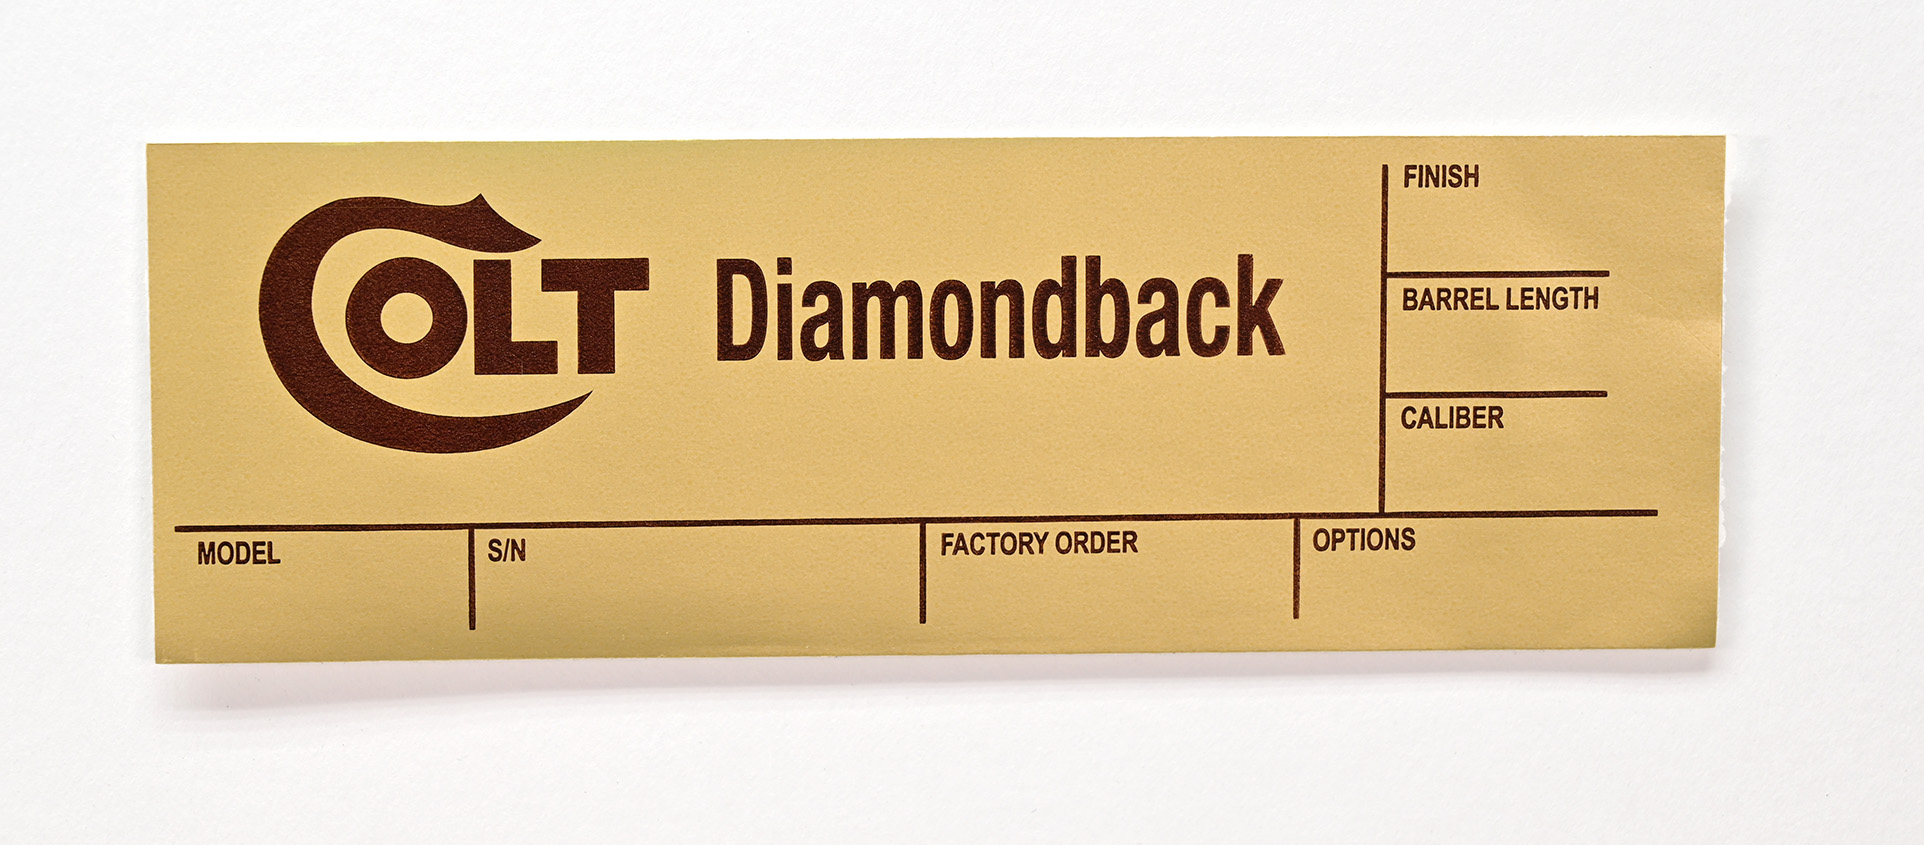 COLT Diamondback
FINISH
BARREL LENGTH
CALIBER
MODEL
S/N
FACTORY ORDER
OPTIONS